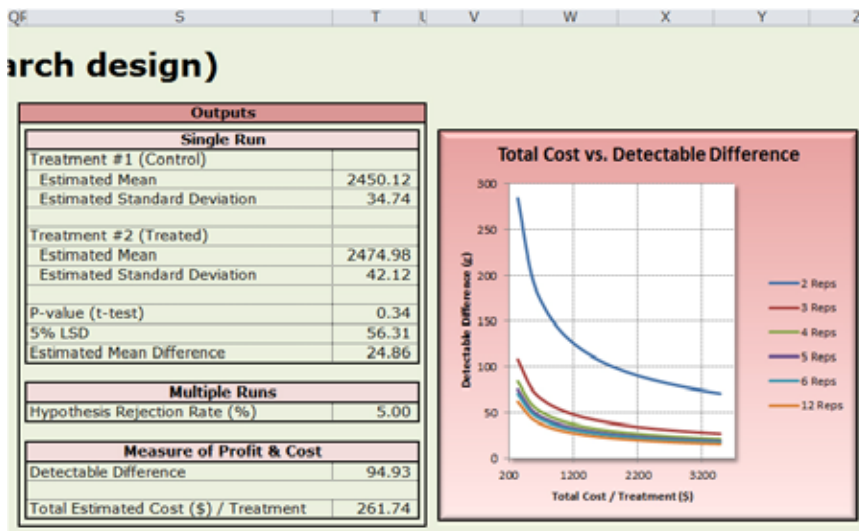 QR S T U V W X Y Z
arch design)
Outputs
Single Run
Treatment #1 (Control)
Estimated Mean 2450.12
Estimated Standard Deviation 34.74
Treatment #2 (Treated)
Estimated Mean 2474.98
Estimated Standard Deviation 42.12
P-value (t-test) 0.34
5% LSD 56.31
Estimated Mean Difference 24.86
Multiple Runs
Hypothesis Rejection Rate (%) 5.00
Measure of Profit & Cost
Detectable Difference 94.93
Total Estimated Cost ($) / Treatment 261.74
Total Cost vs. Detectable Difference
Detectable Difference (g)
300
250
200
150
100
50
0
200 1200 2200 3200
Total Cost / Treatment ($)
2 Reps
3 Reps
4 Reps
5 Reps
6 Reps
12 Reps